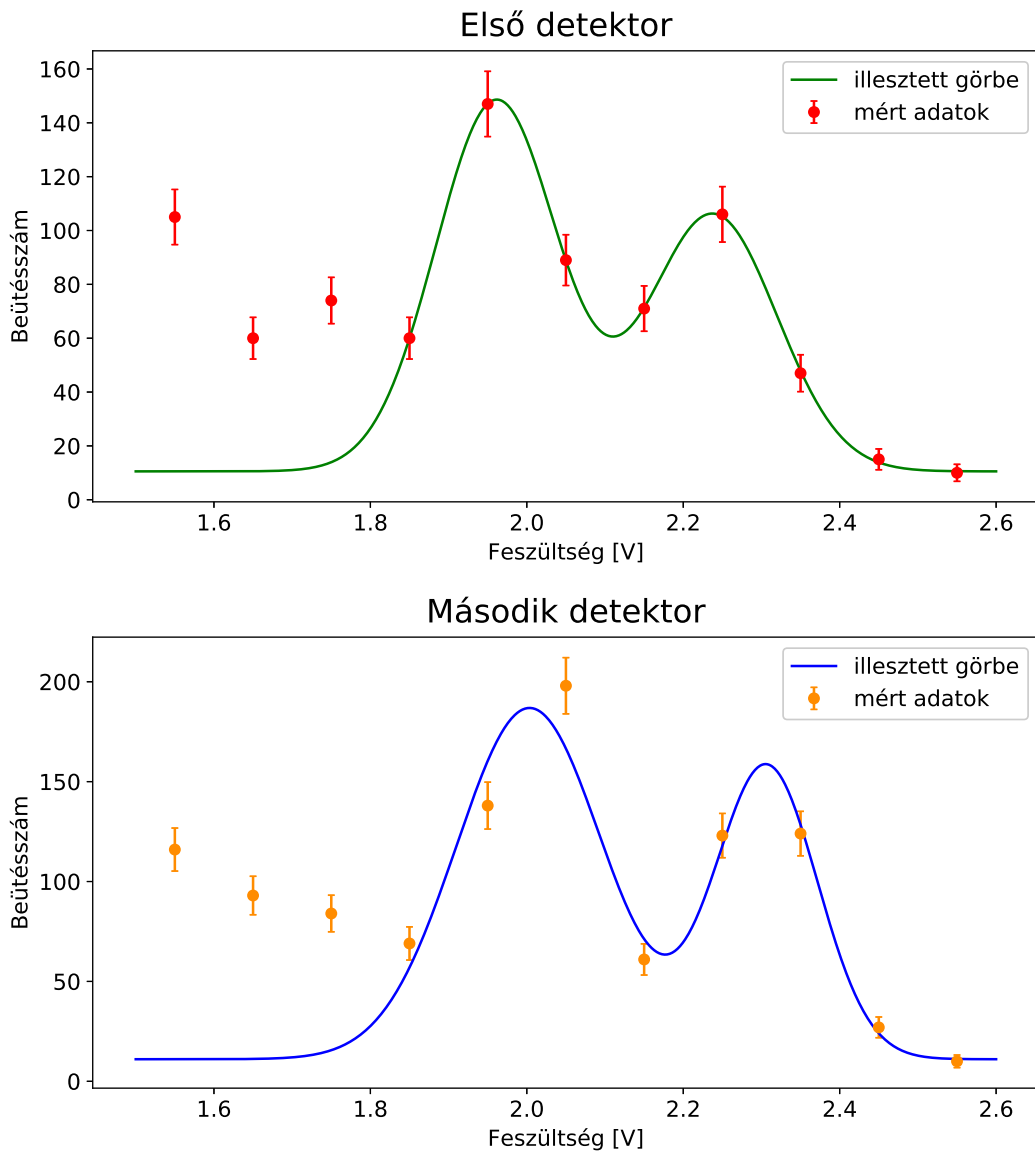 Első detektor
160
140
120
100
80
60
40
20
0
Beütésszám
illesztett görbe
mért adatok
1.6 1.8 2.0 2.2 2.4 2.6
Feszültség [V]
Második detektor
200
150
100
50
0
Beütésszám
illesztett görbe
mért adatok
1.6 1.8 2.0 2.2 2.4 2.6
Feszültség [V]